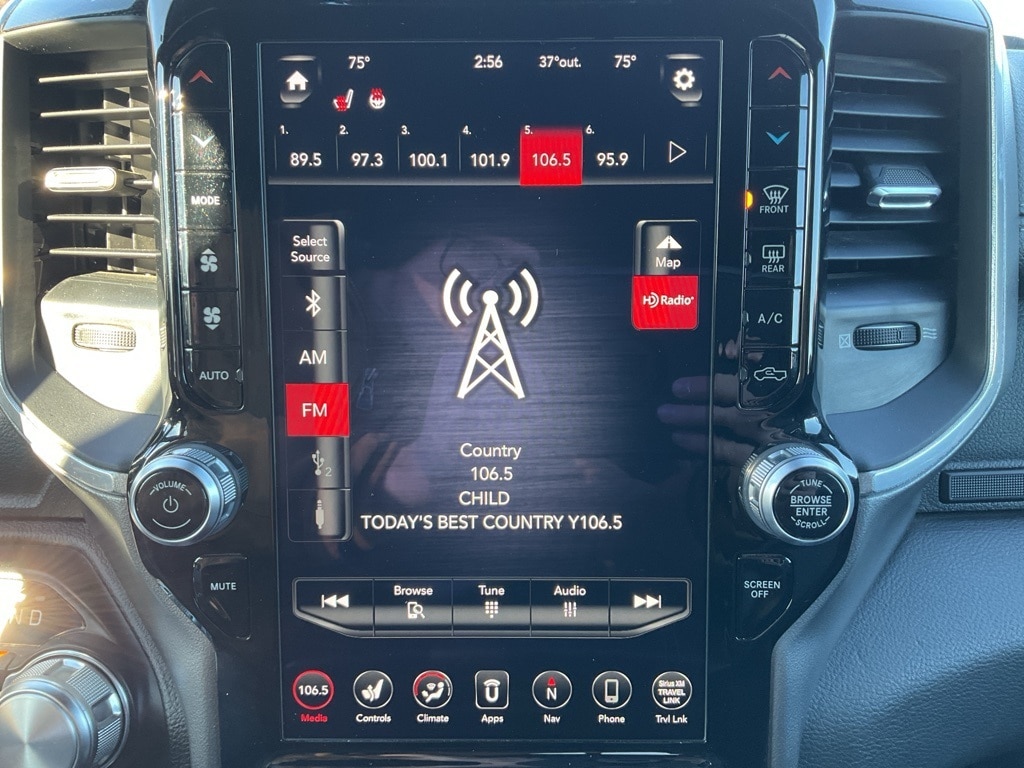 75° 2:56 37°out. 75°
1. 2. 3. 4. 5. 6.
89.5 97.3 100.1 101.9 106.5 95.9
MODE
FRONT
Select
Source
Map
REAR
HD Radio
AM
A/C
AUTO
FM
Country
106.5
2
CHILD
TODAY'S BEST COUNTRY Y106.5
VOLUME
TUNE
BROWSE
ENTER
SCROLL
MUTE
Browse Tune Audio
SCREEN
OFF
N D
106.5 N SiriusXM
TRAVEL
LINK
Media Controls Climate Apps Nav Phone Trvl Lnk